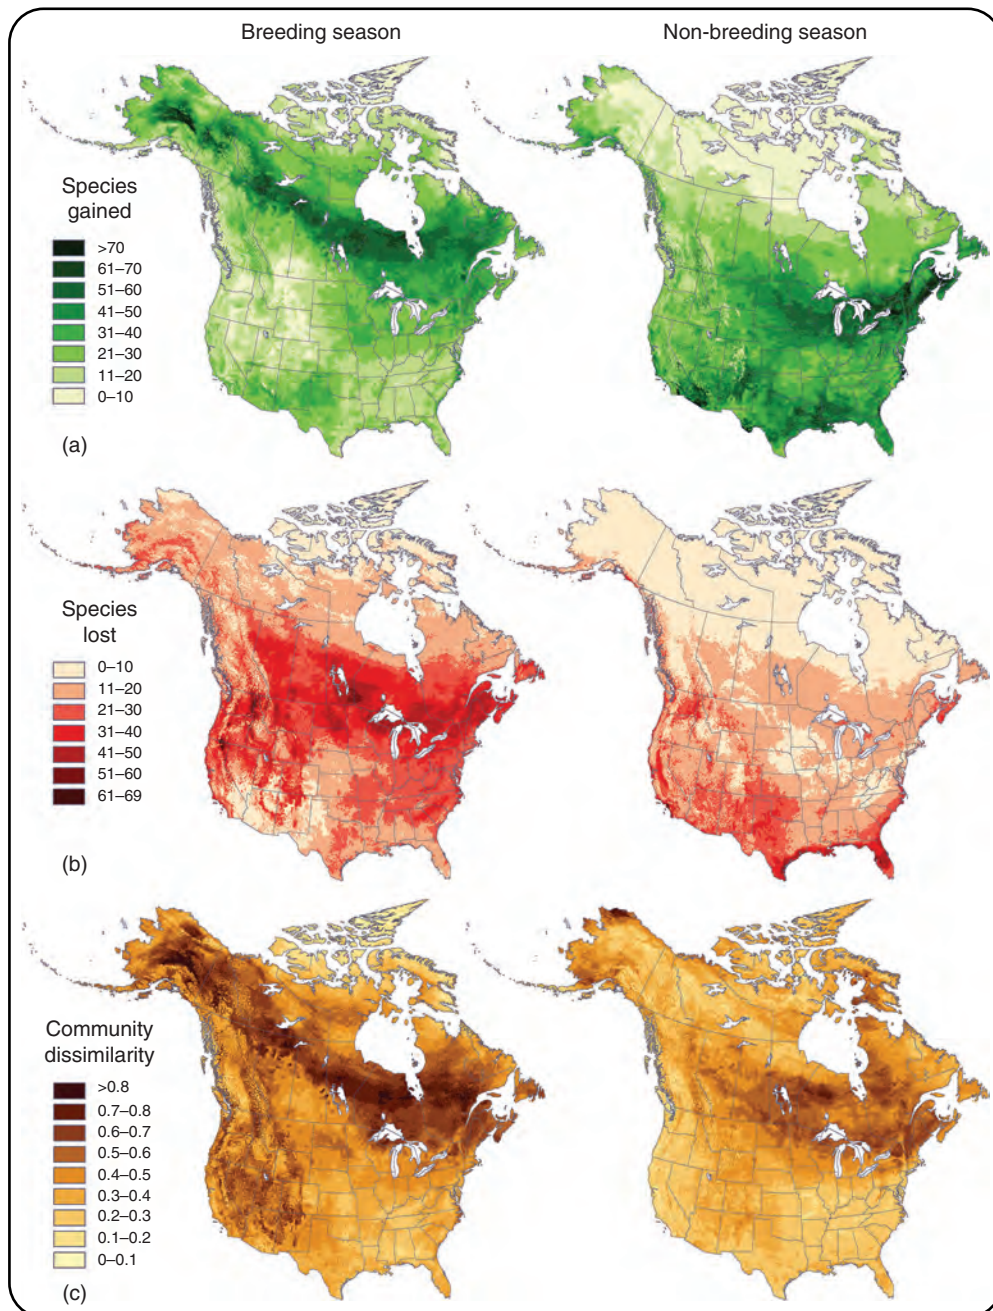 Breeding season
Non-breeding season
Species
gained
>70
61–70
51–60
41–50
31–40
21–30
11–20
0–10
(a)
Species
lost
0–10
11–20
21–30
31–40
41–50
51–60
61–69
(b)
Community
dissimilarity
>0.8
0.7–0.8
0.6–0.7
0.5–0.6
0.4–0.5
0.3–0.4
0.2–0.3
0.1–0.2
0–0.1
(c)